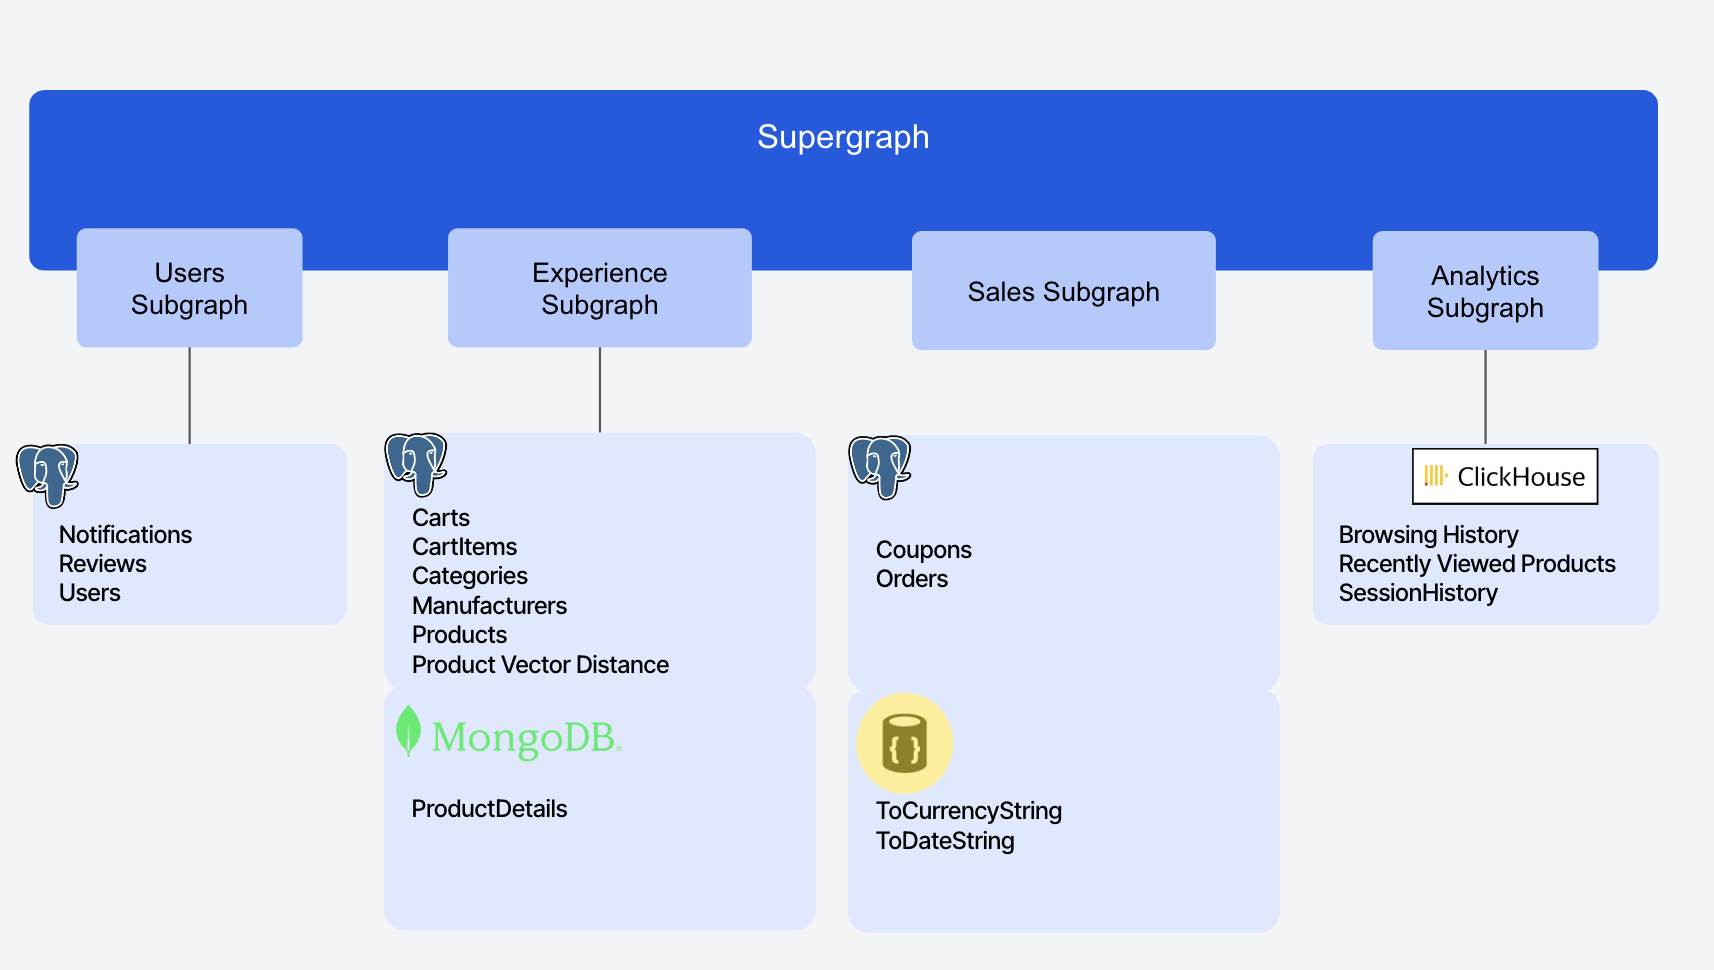 Supergraph
Users
Subgraph
Experience
Subgraph
Sales Subgraph
Analytics
Subgraph
Notifications
Reviews
Users
Carts
CartItems
Categories
Manufacturers
Products
Product Vector Distance
MongoDB®
ProductDetails
Coupons
Orders
{ }
ToCurrencyString
ToDateString
ClickHouse
Browsing History
Recently Viewed Products
SessionHistory